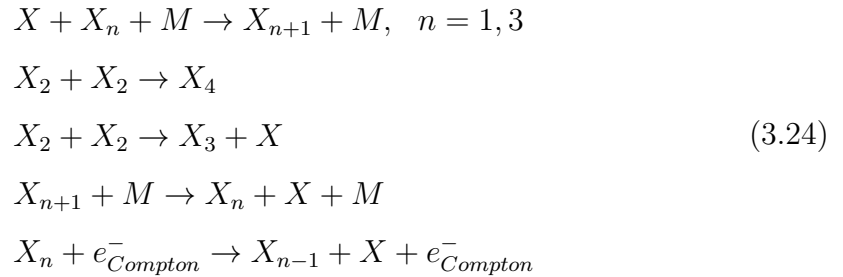 X + X_n + M → X_{n+1} + M, n = 1, 3
X_2 + X_2 → X_4
X_2 + X_2 → X_3 + X (3.24)
X_{n+1} + M → X_n + X + M
X_n + e^-_{Compton} → X_{n-1} + X + e^-_{Compton}